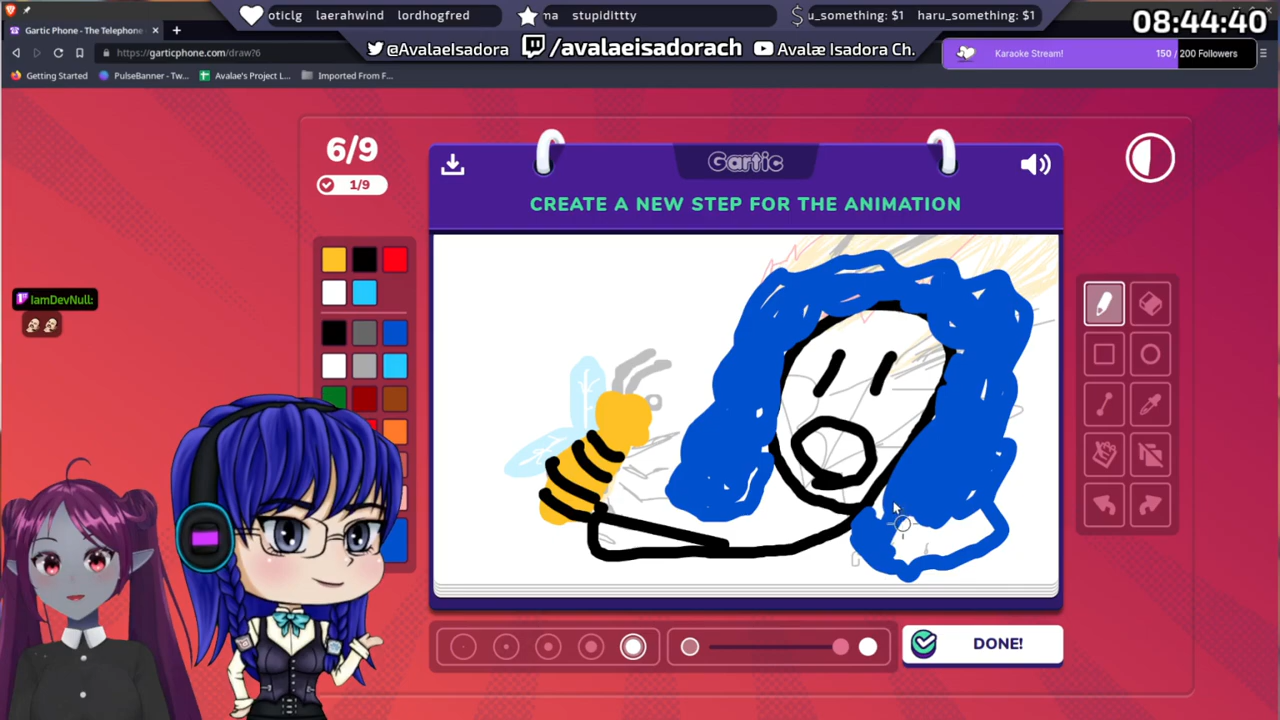 oticlg laerahwind lordhogfred
ma stupidittty
$ u_something: $1 haru_something: $1
08:44:40
Gartic Phone - The Telephone
@AvalaeIsadora
/avalaeisadorach
Avalæ Isadora Ch.
https://garticphone.com/draw?6
Karaoke Stream!
150 / 200 Followers
Getting Started
PulseBanner - Tw...
Avalae's Project L...
Imported From F...
6/9
1/9
Gartic
CREATE A NEW STEP FOR THE ANIMATION
IamDevNull:
DONE!